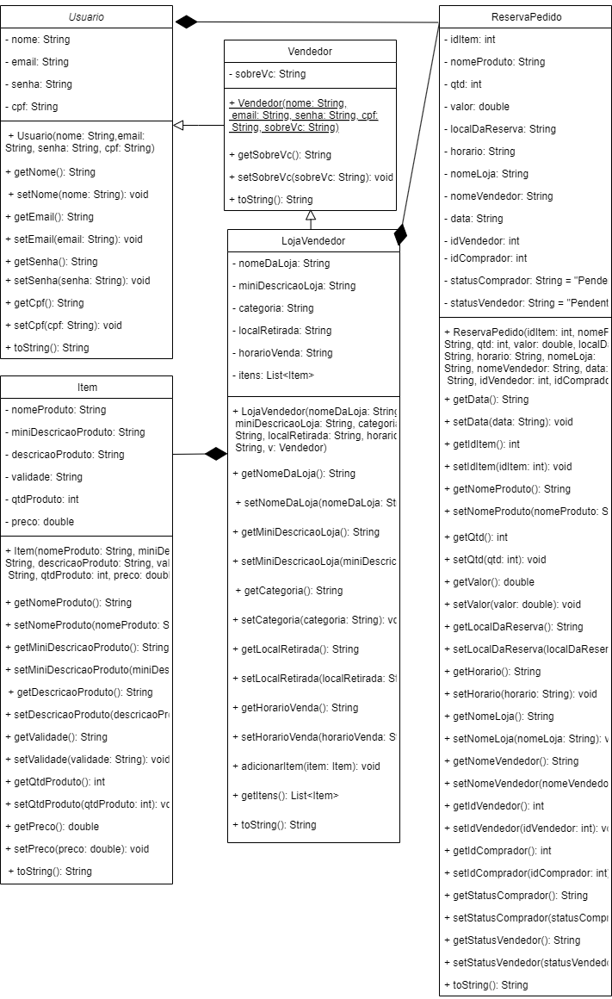 Usuario
- nome: String
- email: String
- senha: String
- cpf: String
+ Usuario(nome: String,email:
String, senha: String, cpf: String)
+ getNome(): String
+ setNome(nome: String): void
+ getEmail(): String
+ setEmail(email: String): void
+ getSenha(): String
+ setSenha(senha: String): void
+ getCpf(): String
+ setCpf(cpf: String): void
+ toString(): String
Item
- nomeProduto: String
- miniDescricaoProduto: String
- descricaoProduto: String
- validade: String
- qtdProduto: int
- preco: double
+ Item(nomeProduto: String, miniDe
String, descricaoProduto: String, val
String, qtdProduto: int, preco: doubl
+ getNomeProduto(): String
+ setNomeProduto(nomeProduto: S
+ getMiniDescricaoProduto(): String
+ setMiniDescricaoProduto(miniDes
+ getDescricaoProduto(): String
+ setDescricaoProduto(descricaoPr
+ getValidade(): String
+ setValidade(validade: String): void
+ getQtdProduto(): int
+ setQtdProduto(qtdProduto: int): vo
+ getPreco(): double
+ setPreco(preco: double): void
+ toString(): String
Vendedor
- sobreVc: String
+ Vendedor(nome: String,
email: String, senha: String, cpf:
String, sobreVc: String)
+ getSobreVc(): String
+ setSobreVc(sobreVc: String): void
+ toString(): String
LojaVendedor
- nomeDaLoja: String
- miniDescricaoLoja: String
- categoria: String
- localRetirada: String
- horarioVenda: String
- itens: List<Item>
+ LojaVendedor(nomeDaLoja: String
miniDescricaoLoja: String, categoria
String, localRetirada: String, horario
String, v: Vendedor)
+ getNomeDaLoja(): String
+ setNomeDaLoja(nomeDaLoja: Str
+ getMiniDescricaoLoja(): String
+ setMiniDescricaoLoja(miniDescric
+ getCategoria(): String
+ setCategoria(categoria: String): vo
+ getLocalRetirada(): String
+ setLocalRetirada(localRetirada: St
+ getHorarioVenda(): String
+ setHorarioVenda(horarioVenda: S
+ adicionarItem(item: Item): void
+ getItens(): List<Item>
+ toString(): String
ReservaPedido
- idItem: int
- nomeProduto: String
- qtd: int
- valor: double
- localDaReserva: String
- horario: String
- nomeLoja: String
- nomeVendedor: String
- data: String
- idVendedor: int
- idComprador: int
- statusComprador: String = "Pende
- statusVendedor: String = "Pendent
+ ReservaPedido(idItem: int, nomeP
String, qtd: int, valor: double, localDa
String, horario: String, nomeLoja:
String, nomeVendedor: String, data:
String, idVendedor: int, idComprado
+ getData(): String
+ setData(data: String): void
+ getIdItem(): int
+ setIdItem(idItem: int): void
+ getNomeProduto(): String
+ setNomeProduto(nomeProduto: S
+ getQtd(): int
+ setQtd(qtd: int): void
+ getValor(): double
+ setValor(valor: double): void
+ getLocalDaReserva(): String
+ setLocalDaReserva(localDaReser
+ getHorario(): String
+ setHorario(horario: String): void
+ getNomeLoja(): String
+ setNomeLoja(nomeLoja: String): v
+ getNomeVendedor(): String
+ setNomeVendedor(nomeVendedo
+ getIdVendedor(): int
+ setIdVendedor(idVendedor: int): vo
+ getIdComprador(): int
+ setIdComprador(idComprador: int)
+ getStatusComprador(): String
+ setStatusComprador(statusCompr
+ getStatusVendedor(): String
+ setStatusVendedor(statusVendedo
+ toString(): String